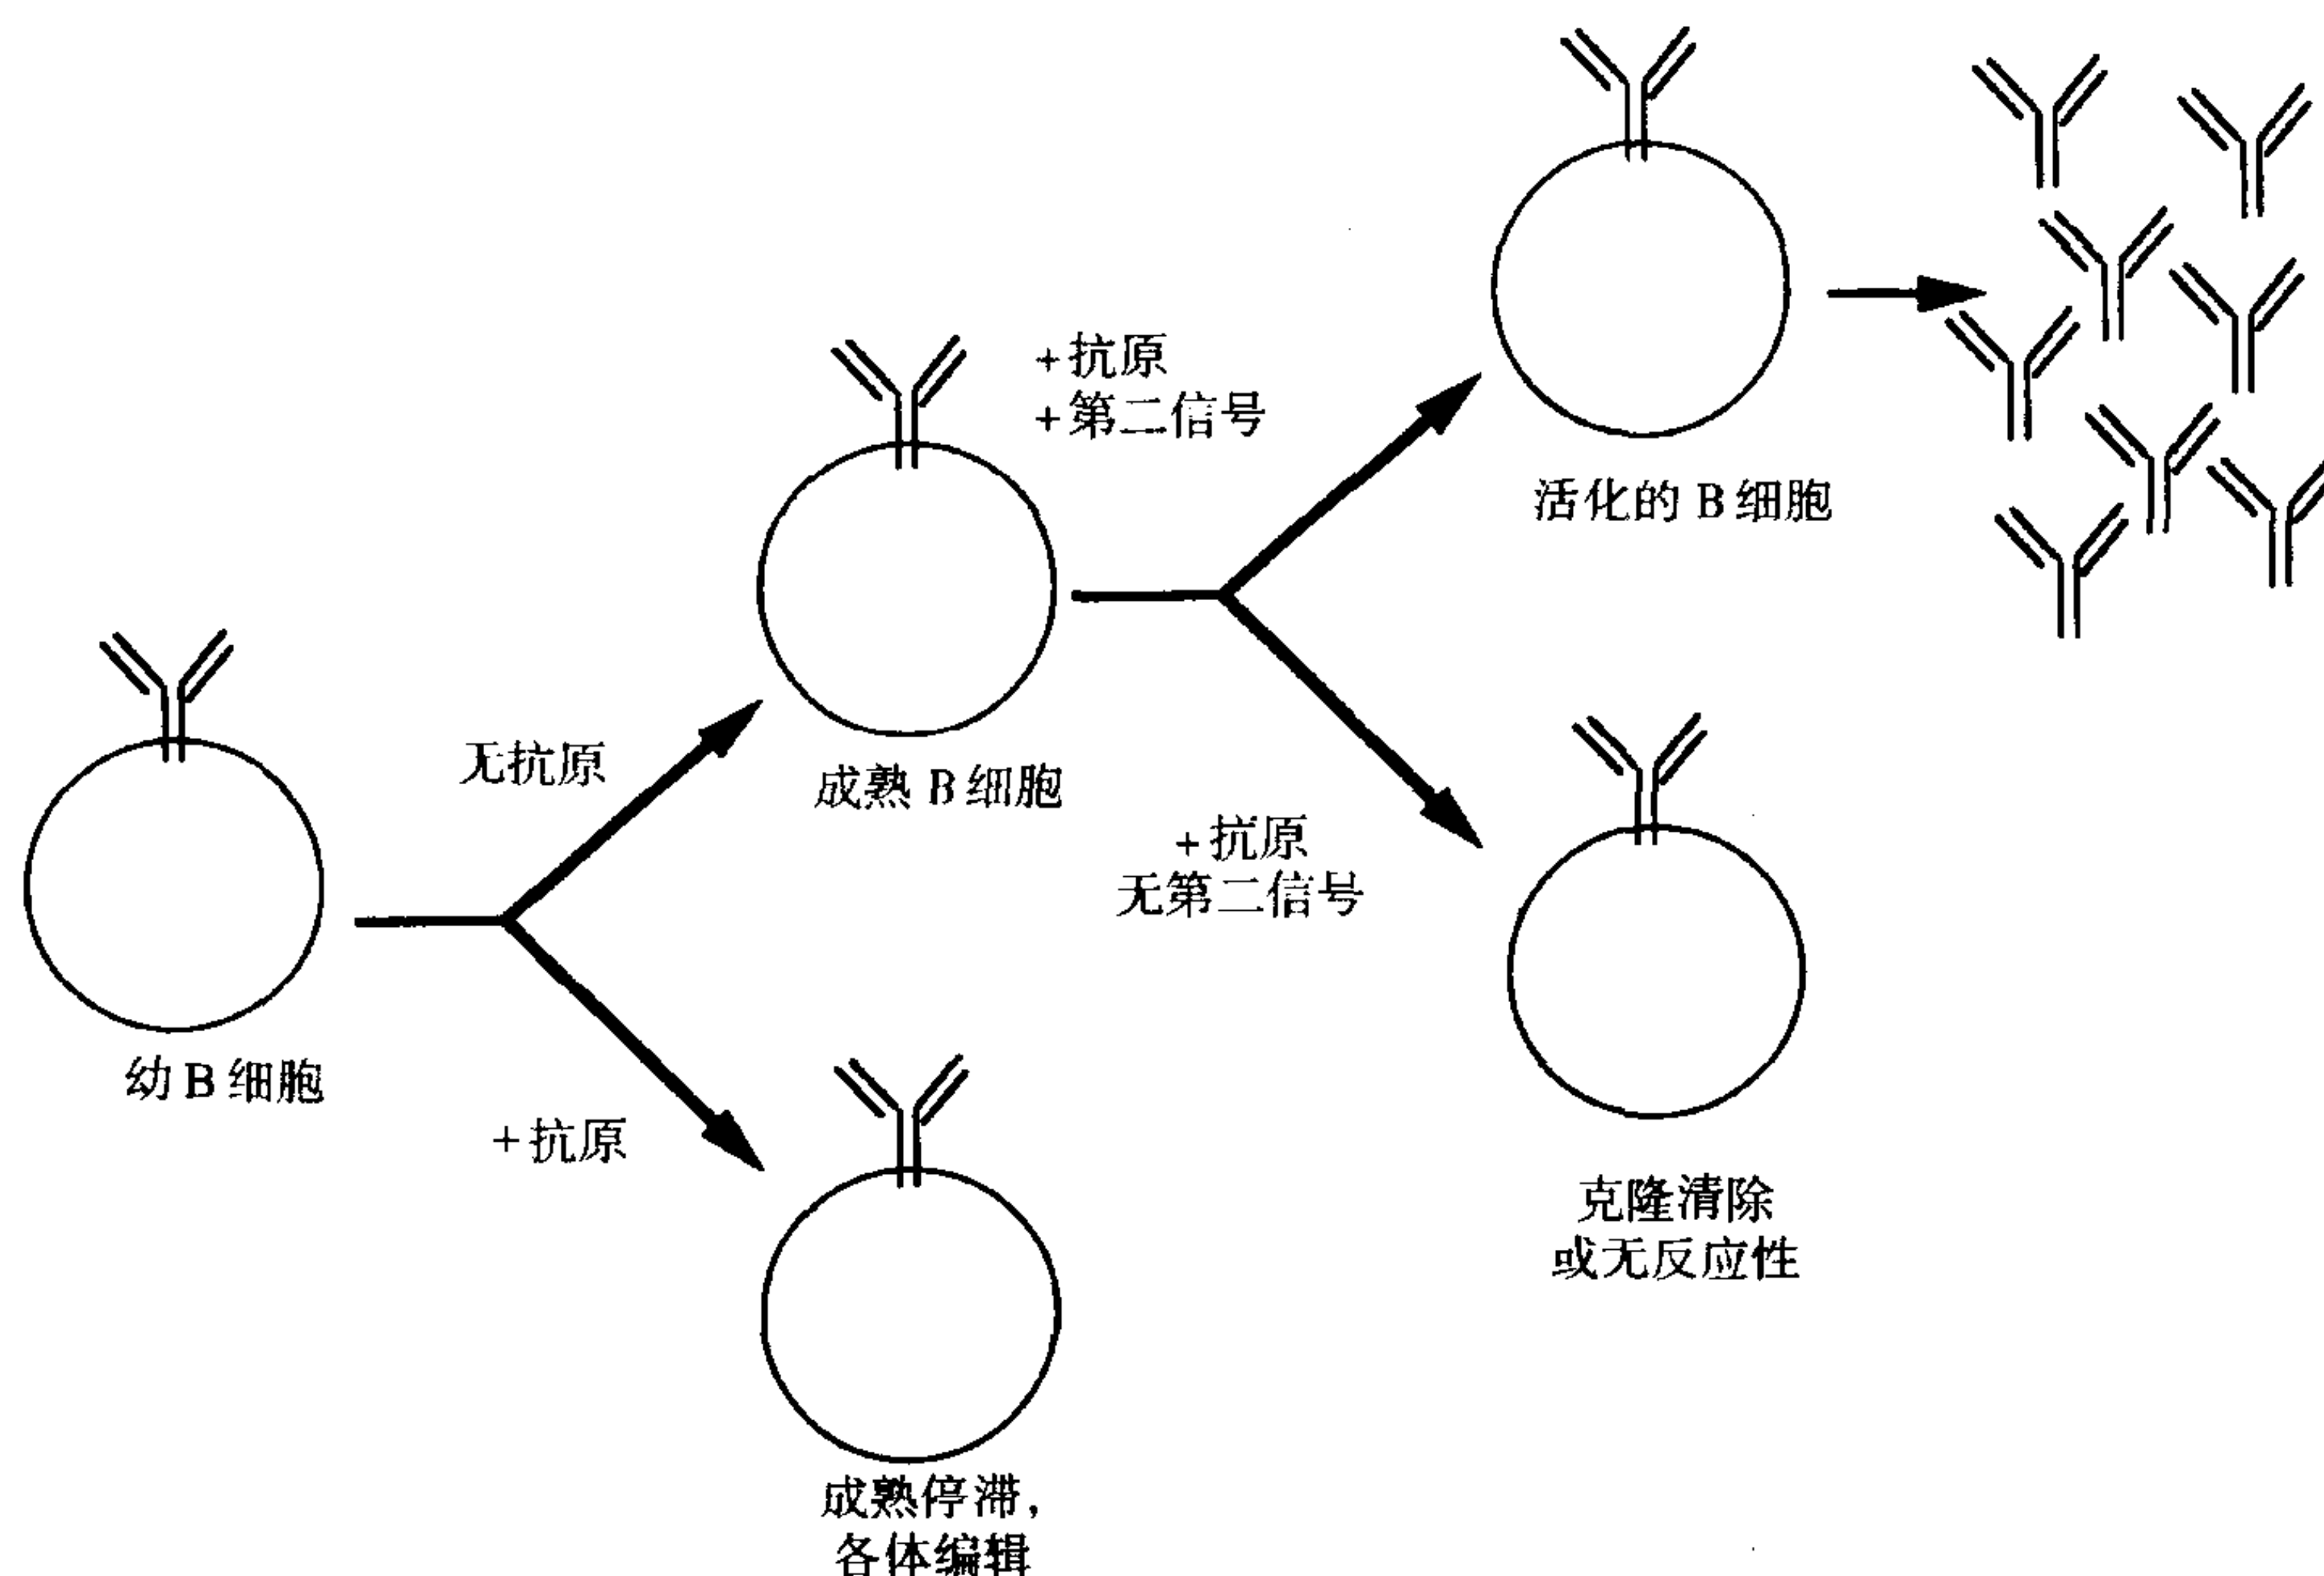 +抗原
+第二信号
活化的 B 细胞
无抗原
成熟 B 细胞
+抗原
无第二信号
幼 B 细胞
+抗原
克隆清除
或无反应性
成熟停滞,
各体编辑